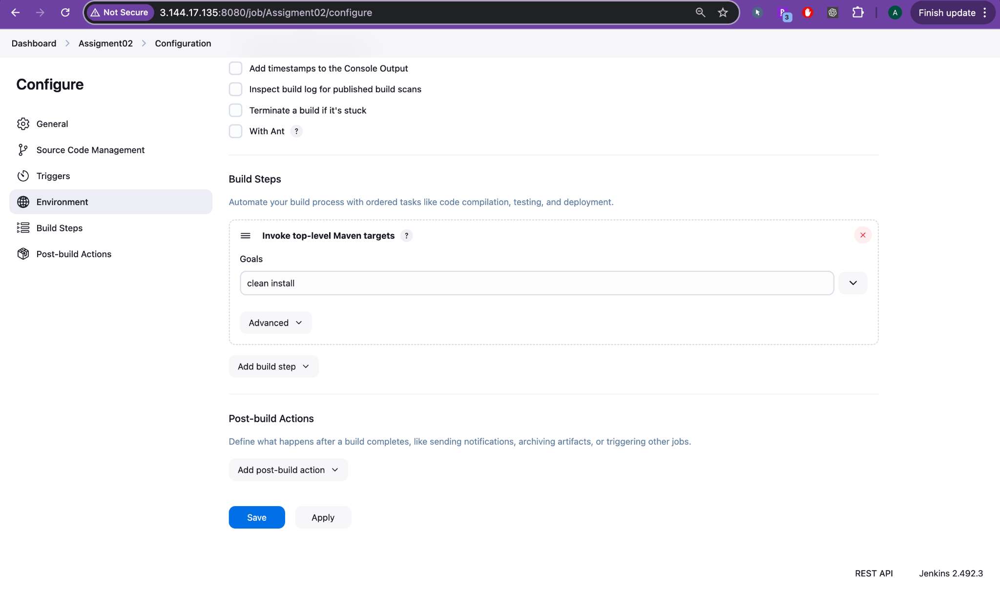 Not Secure 3.144.17.135:8080/job/Assigment02/configure 3 A Finish update
Dashboard Assigment02 Configuration
Configure
General
Source Code Management
Triggers
Environment
Build Steps
Post-build Actions
Add timestamps to the Console Output
Inspect build log for published build scans
Terminate a build if it's stuck
With Ant ?
Build Steps
Automate your build process with ordered tasks like code compilation, testing, and deployment.
Invoke top-level Maven targets ?
Goals
clean install
Advanced
Add build step
Post-build Actions
Define what happens after a build completes, like sending notifications, archiving artifacts, or triggering other jobs.
Add post-build action
Save Apply
REST API Jenkins 2.492.3